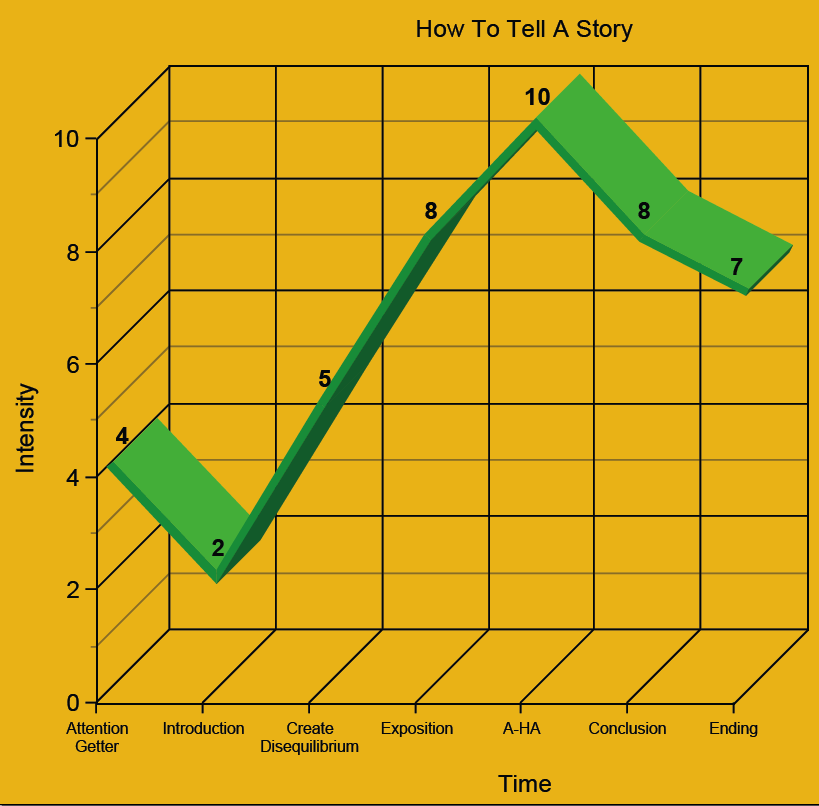 How To Tell A Story
10
10
8
8
8
7
6
5
Intensity
4
4
2
2
0
Attention
Getter
Introduction
Create
Disequilibrium
Exposition
A-HA
Conclusion
Ending
Time